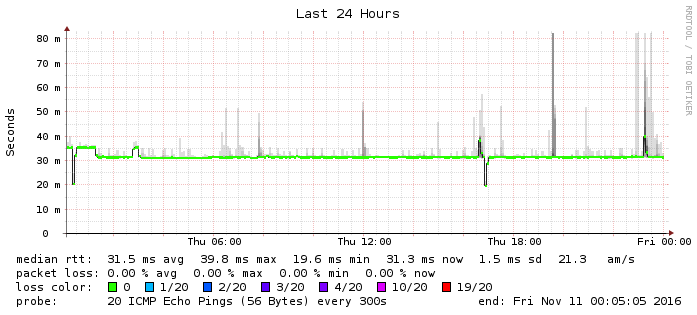 Last 24 Hours
RRDTOOL / TOBI OETIKER
Seconds
80 m
70 m
60 m
50 m
40 m
30 m
20 m
10 m
0
Thu 06:00 Thu 12:00 Thu 18:00 Fri 00:00
median rtt: 31.5 ms avg 39.8 ms max 19.6 ms min 31.3 ms now 1.5 ms sd 21.3 am/s
packet loss: 0.00 % avg 0.00 % max 0.00 % min 0.00 % now
loss color: 0 1/20 2/20 3/20 4/20 10/20 19/20
probe: 20 ICMP Echo Pings (56 Bytes) every 300s end: Fri Nov 11 00:05:05 2016